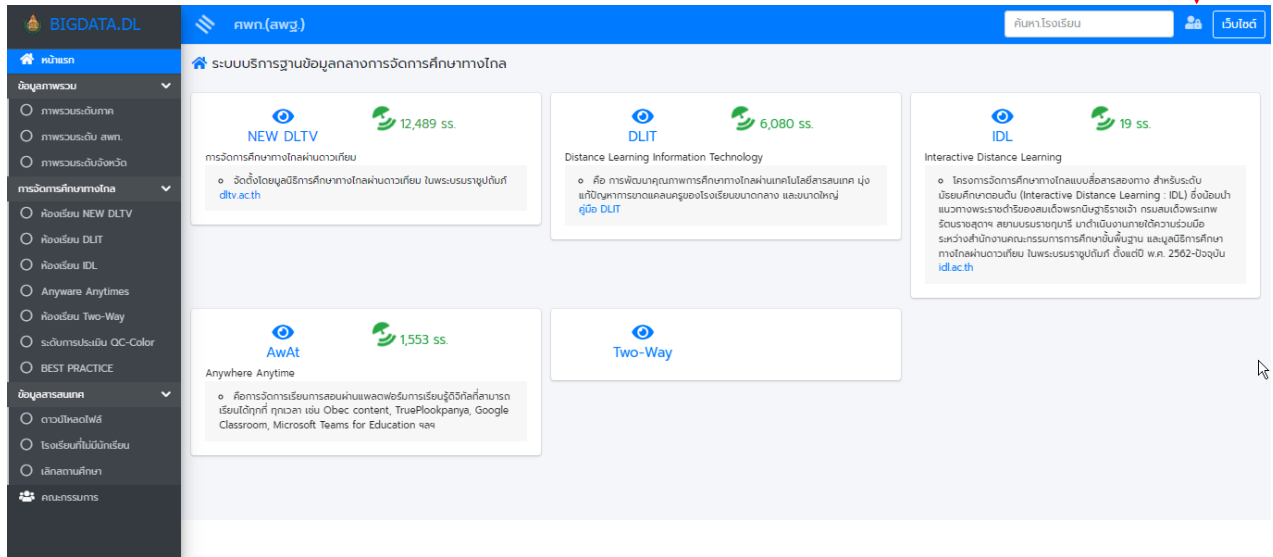 BIGDATA.DL
ศพก.(สพฐ.)
ค้นหาโรงเรียน
เว็บไซต์
หน้าแรก
ข้อมูลภาพรวม
ภาพรวมระดับภาค
ภาพรวมระดับ สพท.
ภาพรวมระดับจังหวัด
การจัดการศึกษาทางไกล
ห้องเรียน NEW DLTV
ห้องเรียน DLIT
ห้องเรียน IDL
Anyware Anytimes
ห้องเรียน Two-Way
ระดับการประเมิน QC-Color
BEST PRACTICE
ข้อมูลสารสนเทศ
ดาวน์โหลดไฟล์
โรงเรียนที่ไม่มีนักเรียน
เลิกสถานศึกษา
คณะกรรมการ
ระบบบริการฐานข้อมูลกลางการจัดการศึกษาทางไกล
NEW DLTV
12,489 รร.
การจัดการศึกษาทางไกลผ่านดาวเทียม
จัดตั้งโดยมูลนิธิการศึกษาทางไกลผ่านดาวเทียม ในพระบรมราชูปถัมภ์
dltv.ac.th
DLIT
6,080 รร.
Distance Learning Information Technology
คือ การพัฒนาคุณภาพการศึกษาทางไกลผ่านเทคโนโลยีสารสนเทศ มุ่ง
แก้ปัญหาการขาดแคลนครูของโรงเรียนขนาดกลาง และขนาดใหญ่
คู่มือ DLIT
IDL
19 รร.
Interactive Distance Learning
โครงการจัดการศึกษาทางไกลแบบสื่อสารสองทาง สำหรับระดับ
มัธยมศึกษาตอนต้น (Interactive Distance Learning : IDL) ซึ่งน้อมนำ
แนวทางพระราชดำริของสมเด็จพระกนิษฐาธิราชเจ้า กรมสมเด็จพระเทพ
รัตนราชสุดาฯ สยามบรมราชกุมารี มาดำเนินงานภายใต้ความร่วมมือ
ระหว่างสำนักงานคณะกรรมการการศึกษาขั้นพื้นฐาน และมูลนิธิการศึกษา
ทางไกลผ่านดาวเทียม ในพระบรมราชูปถัมภ์ ตั้งแต่ปี พ.ศ. 2562-ปัจจุบัน
idl.ac.th
AwAt
1,553 รร.
Anywhere Anytime
คือการจัดการเรียนการสอนผ่านแพลตฟอร์มการเรียนรู้ดิจิทัลที่สามารถ
เรียนได้ทุกที่ ทุกเวลา เช่น Obec content, TruePlookpanya, Google
Classroom, Microsoft Teams for Education ฯลฯ
Two-Way